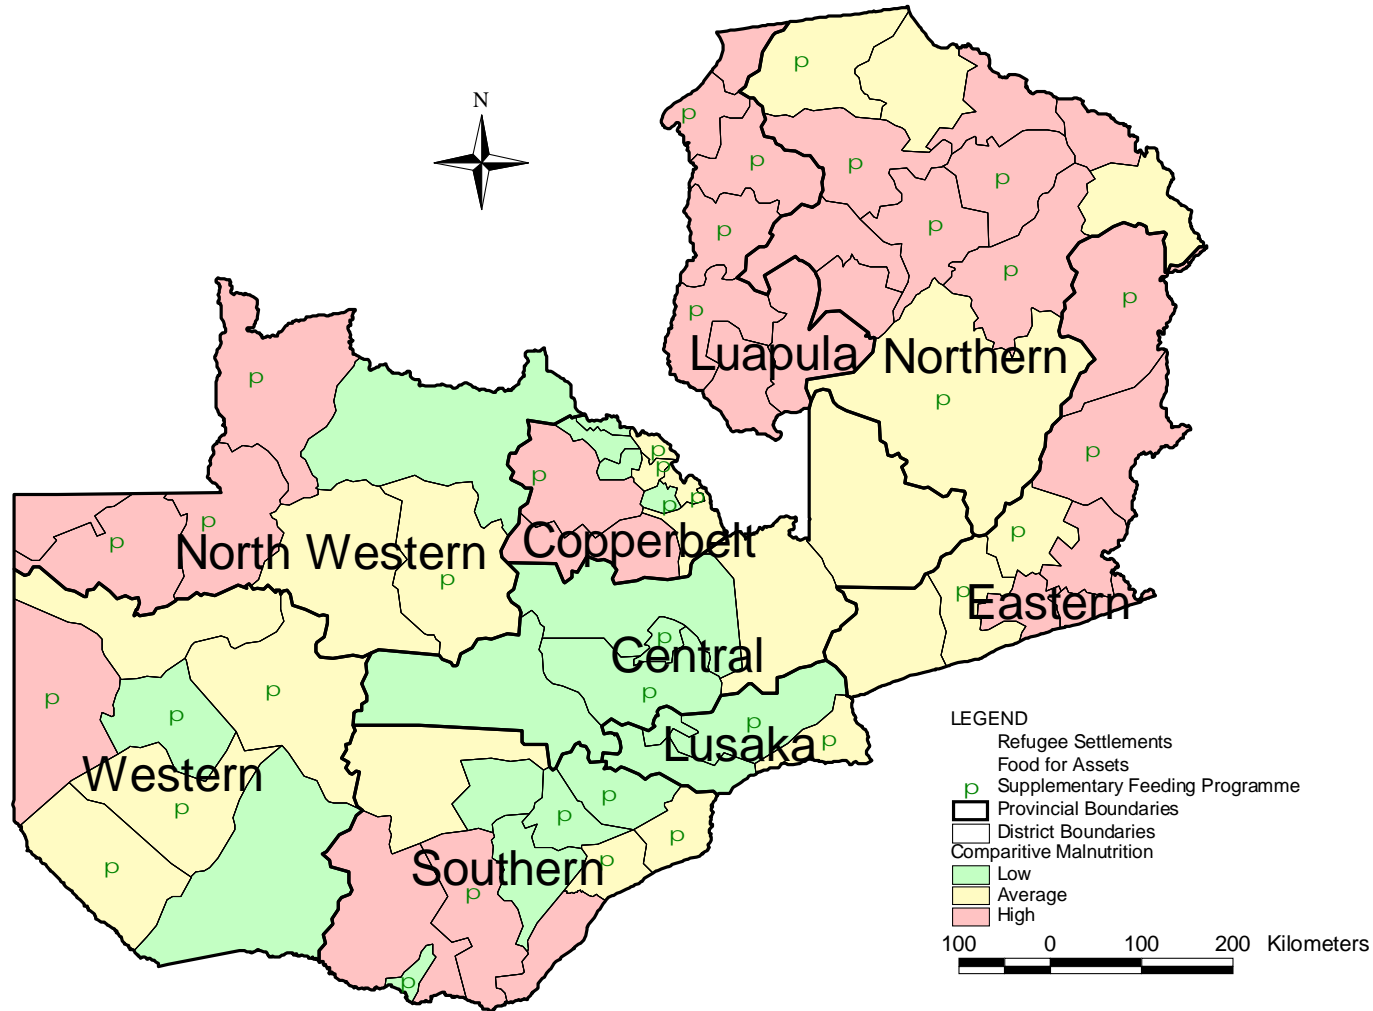 N
p
p
p
p
p
p
p
p
p
p
p
Luapula
Northern
p
p
p
p
p
p
p
p
p
p
p
p
p
North Western
Copperbelt
p
p
Eastern
p
Central
p
p
p
p
p
Lusaka
p
Western
p
p
p
p
p
Southern
p
p
p
p
LEGEND
Refugee Settlements
Food for Assets
p Supplementary Feeding Programme
Provincial Boundaries
District Boundaries
Comparitive Malnutrition
Low
Average
High
100 0 100 200 Kilometers